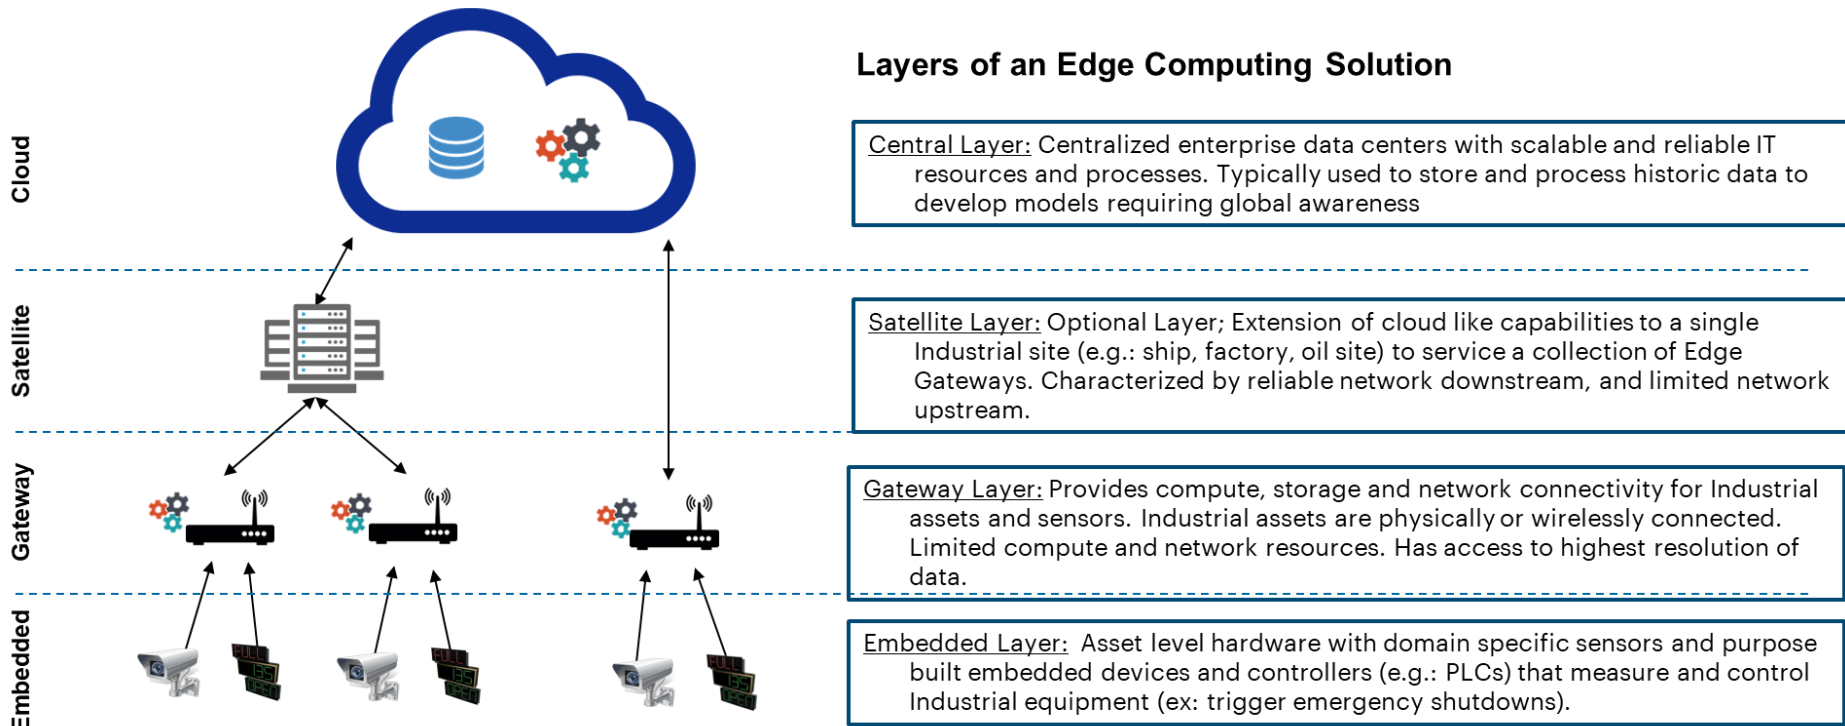 Layers of an Edge Computing Solution
Cloud
Central Layer: Centralized enterprise data centers with scalable and reliable IT
resources and processes. Typically used to store and process historic data to
develop models requiring global awareness
Satellite
Satellite Layer: Optional Layer; Extension of cloud like capabilities to a single
Industrial site (e.g.: ship, factory, oil site) to service a collection of Edge
Gateways. Characterized by reliable network downstream, and limited network
upstream.
Gateway
Gateway Layer: Provides compute, storage and network connectivity for Industrial
assets and sensors. Industrial assets are physically or wirelessly connected.
Limited compute and network resources. Has access to highest resolution of
data.
Embedded
FULL
FULL
FULL
Embedded Layer: Asset level hardware with domain specific sensors and purpose
built embedded devices and controllers (e.g.: PLCs) that measure and control
Industrial equipment (ex: trigger emergency shutdowns).